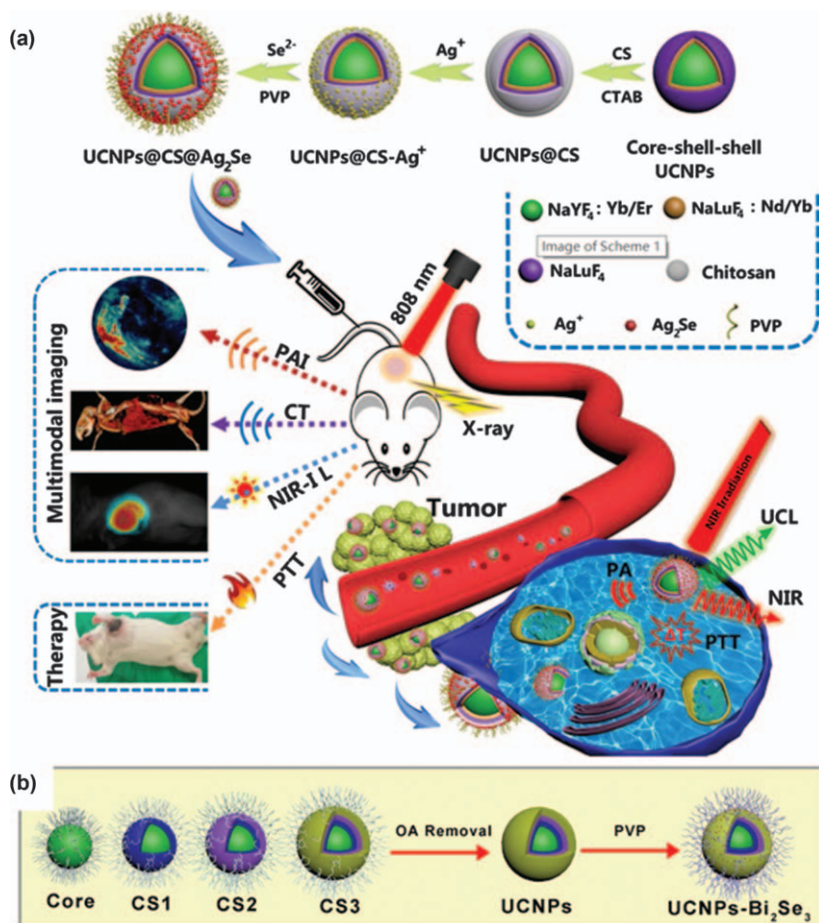 (a)
Se²⁻
PVP
Ag⁺
CS
CTAB
UCNPs@CS@Ag₂Se
UCNPs@CS-Ag⁺
UCNPs@CS
Core-shell-shell
UCNPs
NaYF₄: Yb/Er
NaLuF₄: Nd/Yb
Image of Scheme 1
NaLuF₄
Chitosan
Ag⁺
Ag₂Se
PVP
808 nm
Multimodal imaging
PAI
CT
NIR-I L
X-ray
PTT
Therapy
Tumor
NIR Irradiation
UCL
PA
NIR
ΔT
PTT
(b)
Core
CS1
CS2
CS3
OA Removal
UCNPs
PVP
UCNPs-Bi₂Se₃